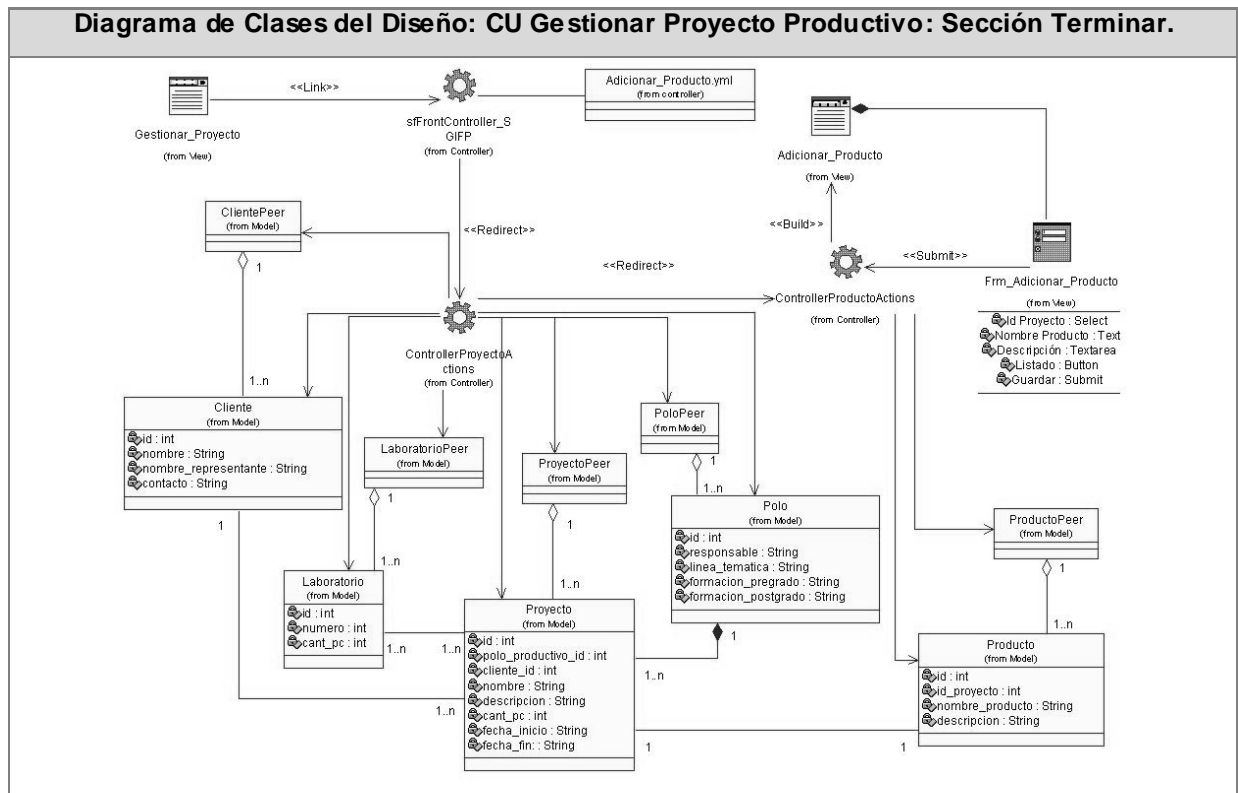 Diagrama de Clases del Diseño: CU Gestionar Proyecto Productivo: Sección Terminar.
Gestionar_Proyecto
(from View)
<<Link>>
sfFrontController_S
GIFP
(from Controller)
Adicionar_Producto.yml
(from controller)
Adicionar_Producto
(from View)
<<Build>>
<<Submit>>
Frm_Adicionar_Producto
(from View)
Id Proyecto : Select
Nombre Producto : Text
Descripción : Textarea
Listado : Button
Guardar : Submit
ControllerProductoActions
(from Controller)
<<Redirect>>
<<Redirect>>
ClientePeer
(from Model)
1
1..n
ControllerProyectoA
ctions
(from Controller)
Cliente
(from Model)
id : int
nombre : String
nombre_representante : String
contacto : String
1
LaboratorioPeer
(from Model)
1
1..n
ProyectoPeer
(from Model)
1
1..n
PoloPeer
(from Model)
1
1..n
Polo
(from Model)
id : int
responsable : String
linea_tematica : String
formacion_pregrado : String
formacion_postgrado : String
1
1..n
ProductoPeer
(from Model)
1
1..n
Laboratorio
(from Model)
id : int
numero : int
cant_pc : int
1..n
1..n
1..n
Proyecto
(from Model)
id : int
polo_productivo_id : int
cliente_id : int
nombre : String
descripcion : String
cant_pc : int
fecha_inicio : String
fecha_fin: : String
1
1
Producto
(from Model)
id : int
id_proyecto : int
nombre_producto : String
descripcion : String